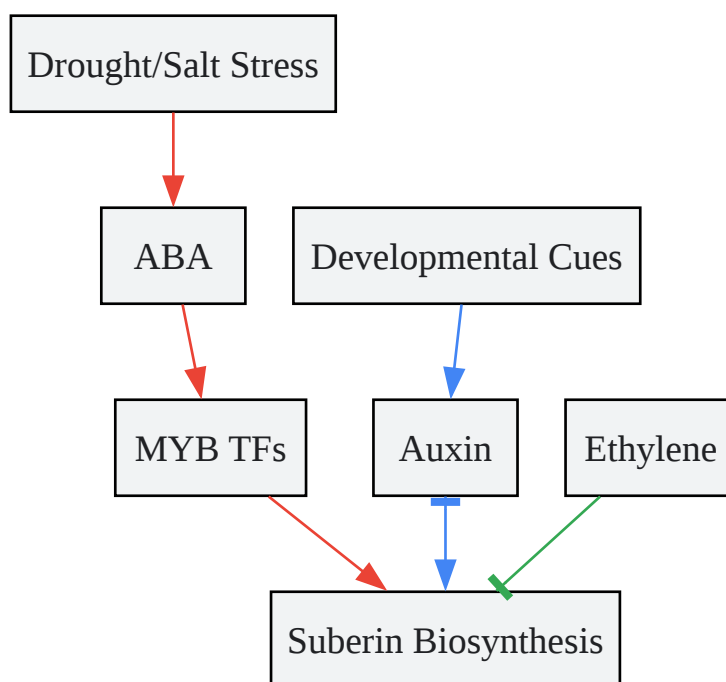 Drought/Salt Stress
ABA
Developmental Cues
MYB TFs
Auxin
Ethylene
Suberin Biosynthesis